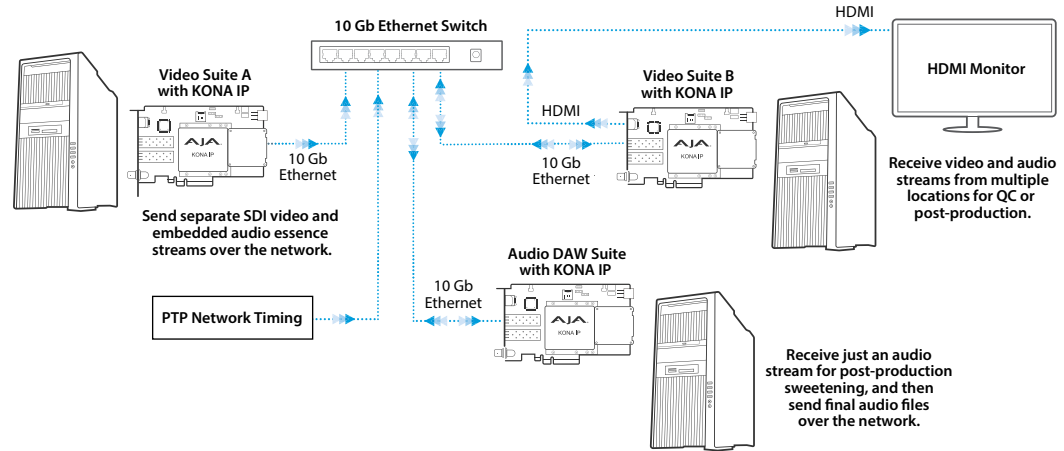 10 Gb Ethernet Switch
HDMI
HDMI Monitor
Video Suite A
with KONA IP
AJA
KONA IP
10 Gb
Ethernet
Send separate SDI video and
embedded audio essence
streams over the network.
Video Suite B
with KONA IP
HDMI
AJA
KONA IP
10 Gb
Ethernet
Receive video and audio
streams from multiple
locations for QC or
post-production.
PTP Network Timing
Audio DAW Suite
with KONA IP
10 Gb
Ethernet
AJA
KONA IP
Receive just an audio
stream for post-production
sweetening, and then
send final audio files
over the network.